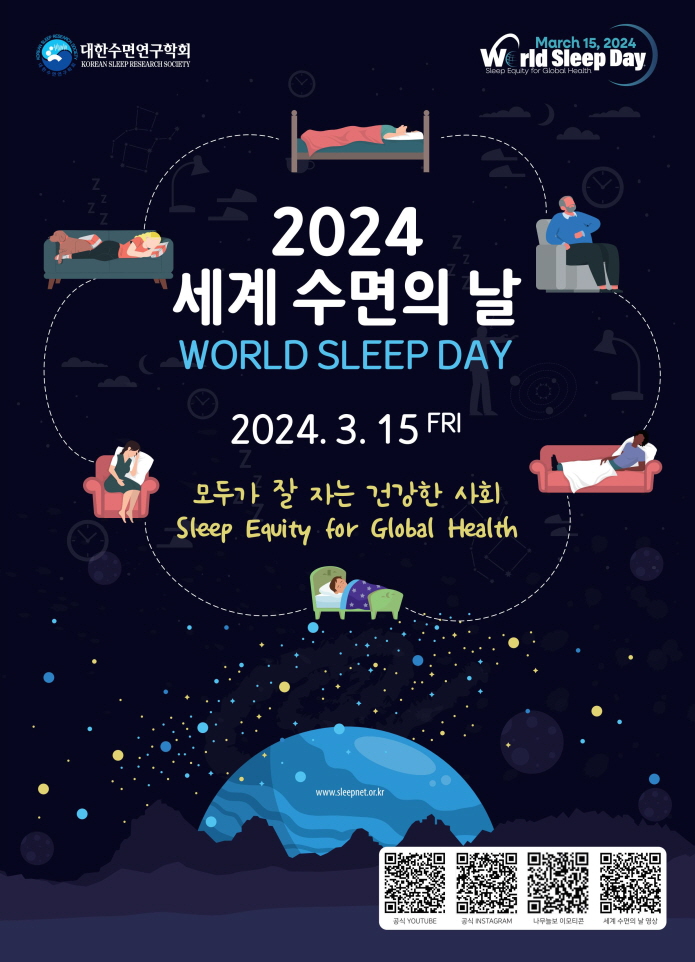 대한수면연구학회
KOREAN SLEEP RESEARCH SOCIETY
March 15, 2024
World Sleep Day
Sleep Equity for Global Health
2024
세계 수면의 날
WORLD SLEEP DAY
2024. 3. 15 FRI
모두가 잘 자는 건강한 사회
Sleep Equity for Global Health
www.sleepnet.or.kr
공식 YOUTUBE
공식 INSTAGRAM
나무늘보 이모티콘
세계 수면의 날 영상